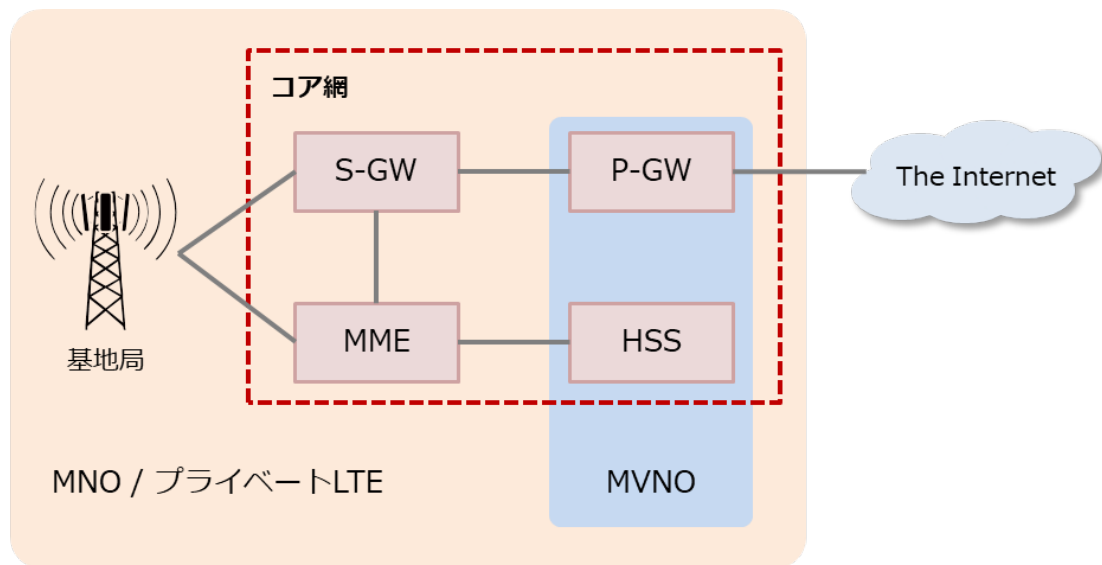 コア網
S-GW
P-GW
The Internet
基地局
MME
HSS
MNO / プライベートLTE
MVNO